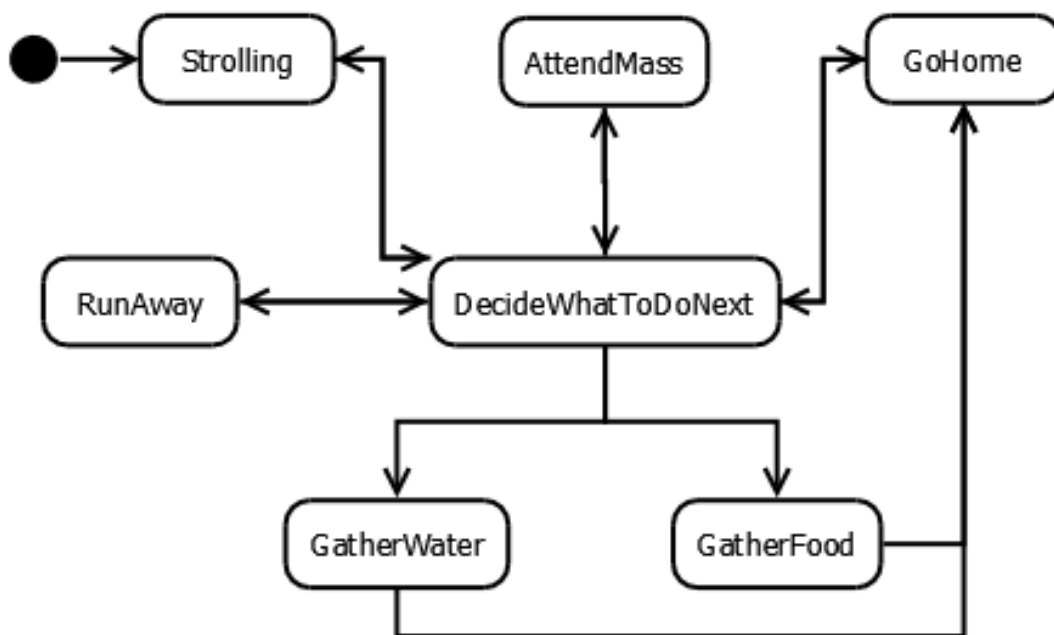 Strolling
AttendMass
GoHome
RunAway
DecideWhatToDoNext
GatherWater
GatherFood